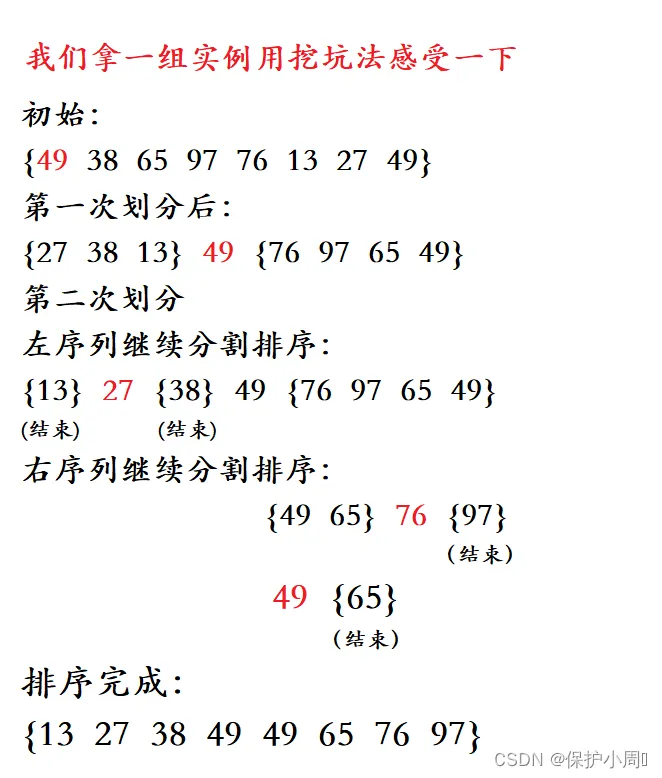 我们拿一组实例用挖坑法感受一下
初始:
{49 38 65 97 76 13 27 49}
第一次划分后:
{27 38 13} 49 {76 97 65 49}
第二次划分
左序列继续分割排序:
{13} 27 {38} 49 {76 97 65 49}
(结束) (结束)
右序列继续分割排序:
{49 65} 76 {97}
(结束)
49 {65}
(结束)
排序完成:
{13 27 38 49 49 65 76 97}
CSDN @保护小周ღ